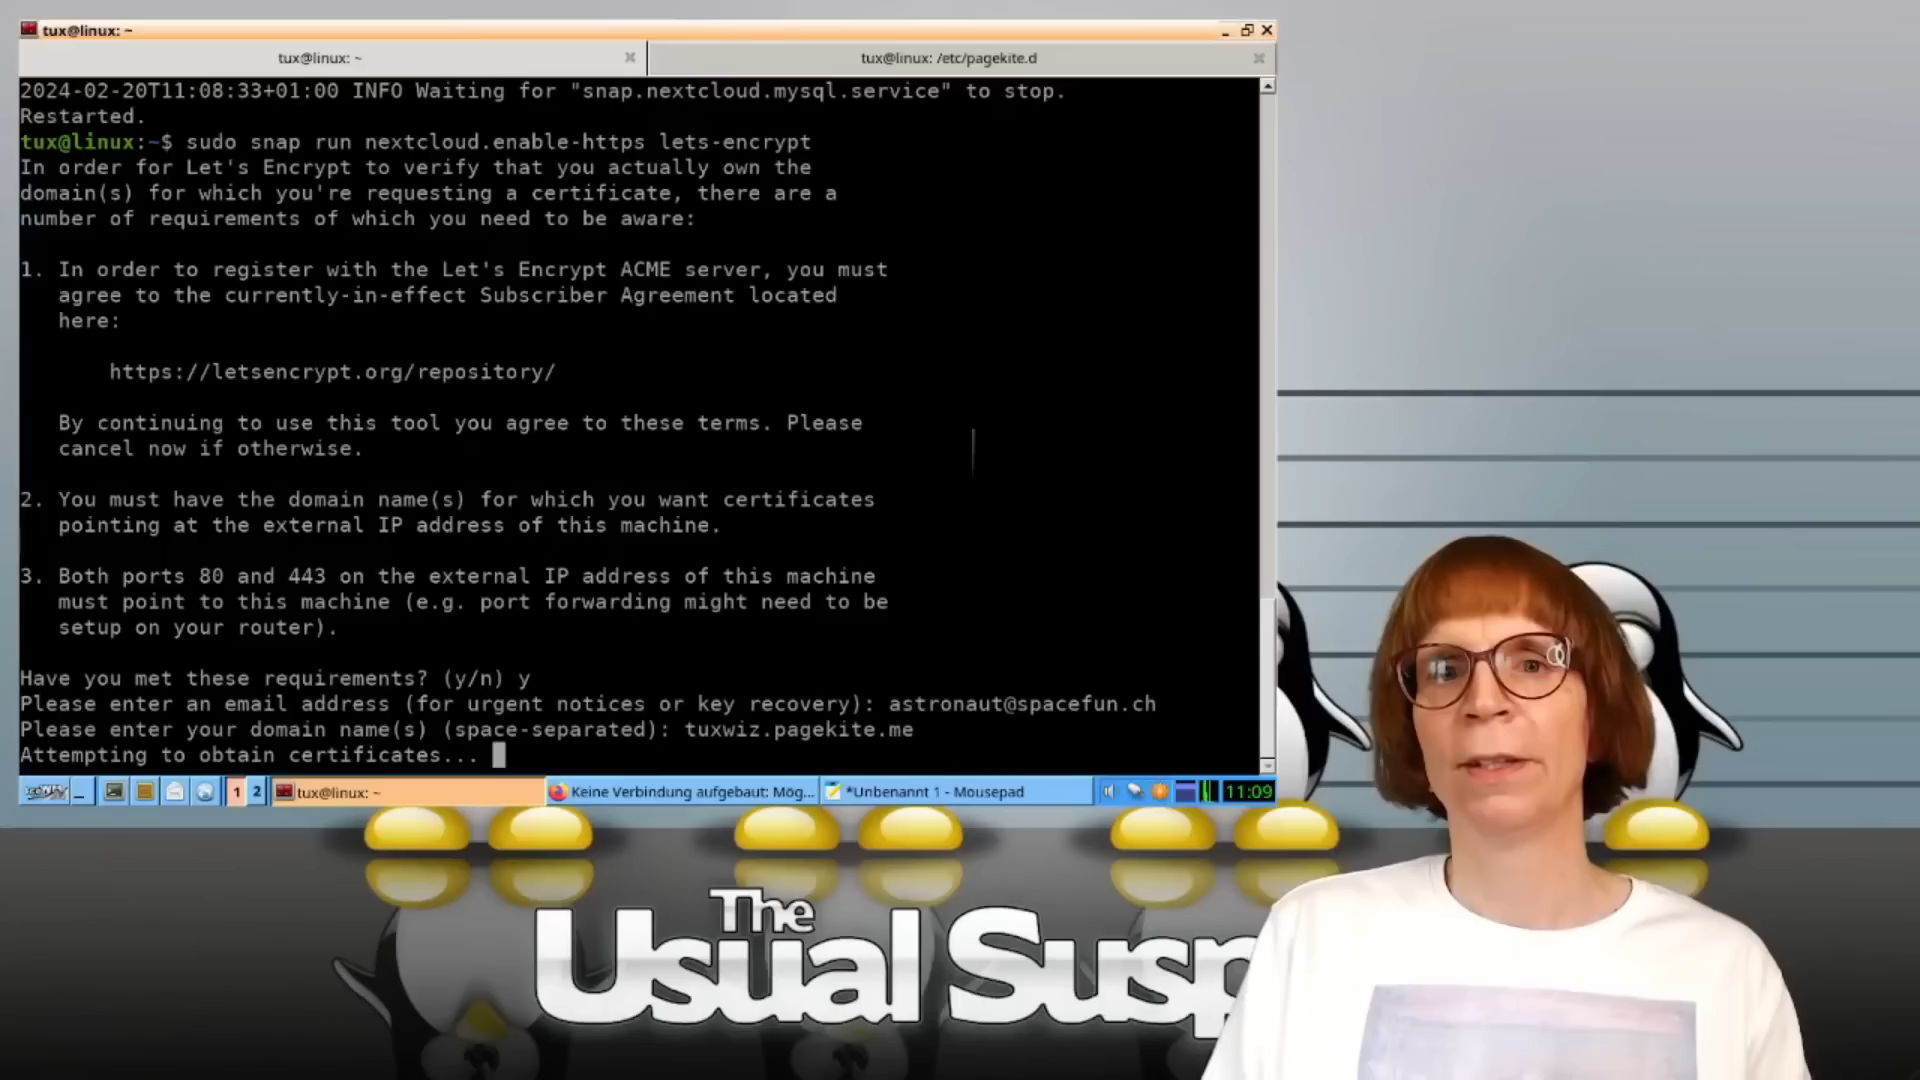 tux@linux: ~
tux@linux: ~
tux@linux: /etc/pagekite.d
2024-02-20T11:08:33+01:00 INFO Waiting for "snap.nextcloud.mysql.service" to stop.
Restarted.
tux@linux:~$ sudo snap run nextcloud.enable-https lets-encrypt
In order for Let's Encrypt to verify that you actually own the
domain(s) for which you're requesting a certificate, there are a
number of requirements of which you need to be aware:
1. In order to register with the Let's Encrypt ACME server, you must
agree to the currently-in-effect Subscriber Agreement located
here:
https://letsencrypt.org/repository/
By continuing to use this tool you agree to these terms. Please
cancel now if otherwise.
2. You must have the domain name(s) for which you want certificates
pointing at the external IP address of this machine.
3. Both ports 80 and 443 on the external IP address of this machine
must point to this machine (e.g. port forwarding might need to be
setup on your router).
Have you met these requirements? (y/n) y
Please enter an email address (for urgent notices or key recovery): astronaut@spacefun.ch
Please enter your domain name(s) (space-separated): tuxwiz.pagekite.me
Attempting to obtain certificates...
1 2 tux@linux: ~ Keine Verbindung aufgebaut: Mög... *Unbenannt 1 - Mousepad 11:09
The
Usual Susp